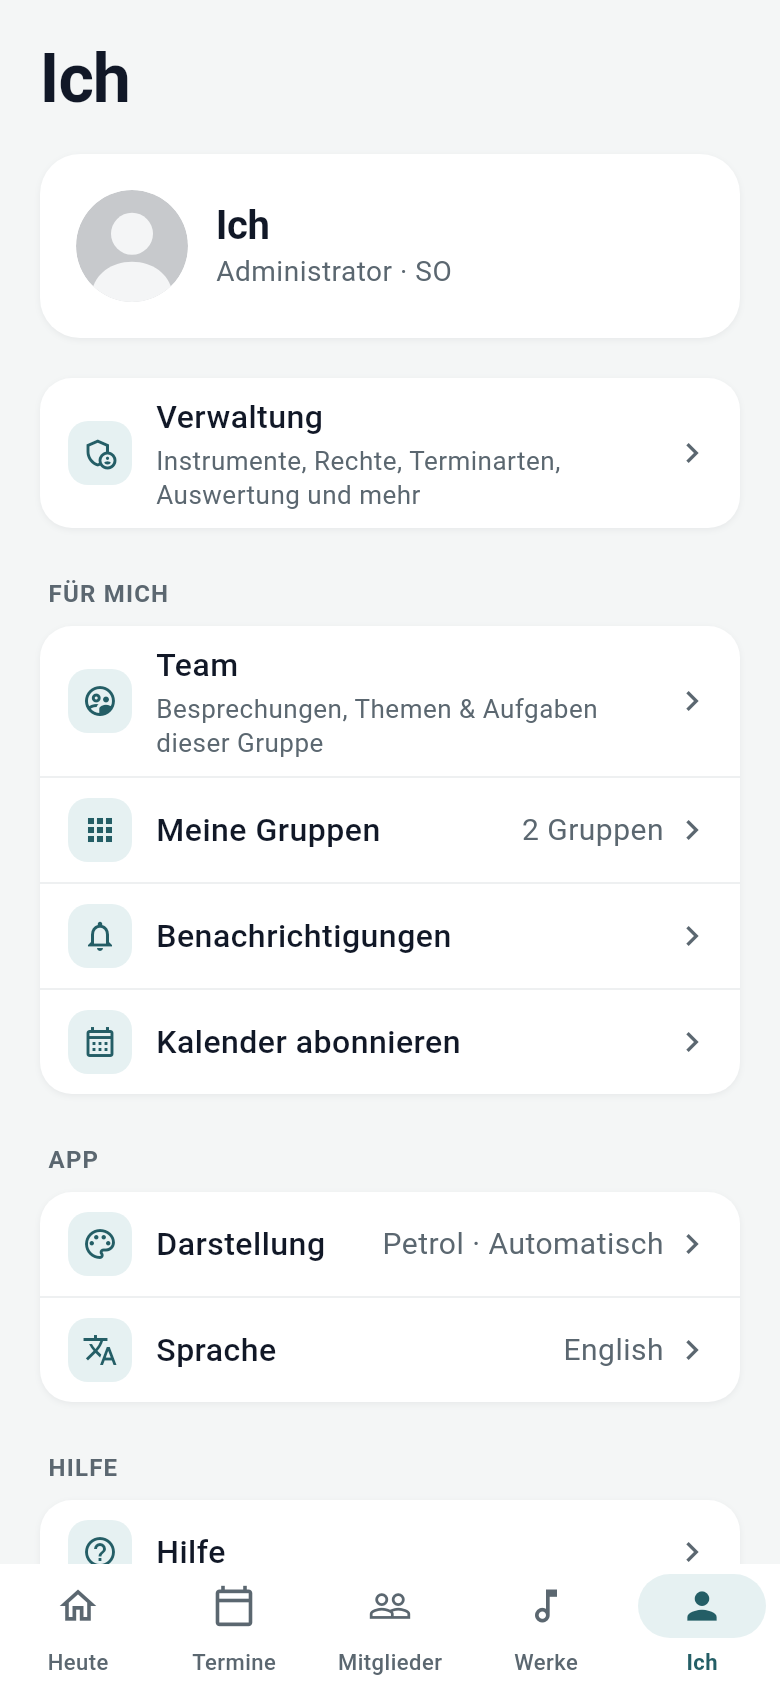 Ich
Ich
Administrator · SO
Verwaltung
Instrumente, Rechte, Terminarten,
Auswertung und mehr
FÜR MICH
Team
Besprechungen, Themen & Aufgaben
dieser Gruppe
Meine Gruppen 2 Gruppen
Benachrichtigungen
Kalender abonnieren
APP
Darstellung Petrol · Automatisch
Sprache English
HILFE
Hilfe
Heute Termine Mitglieder Werke Ich